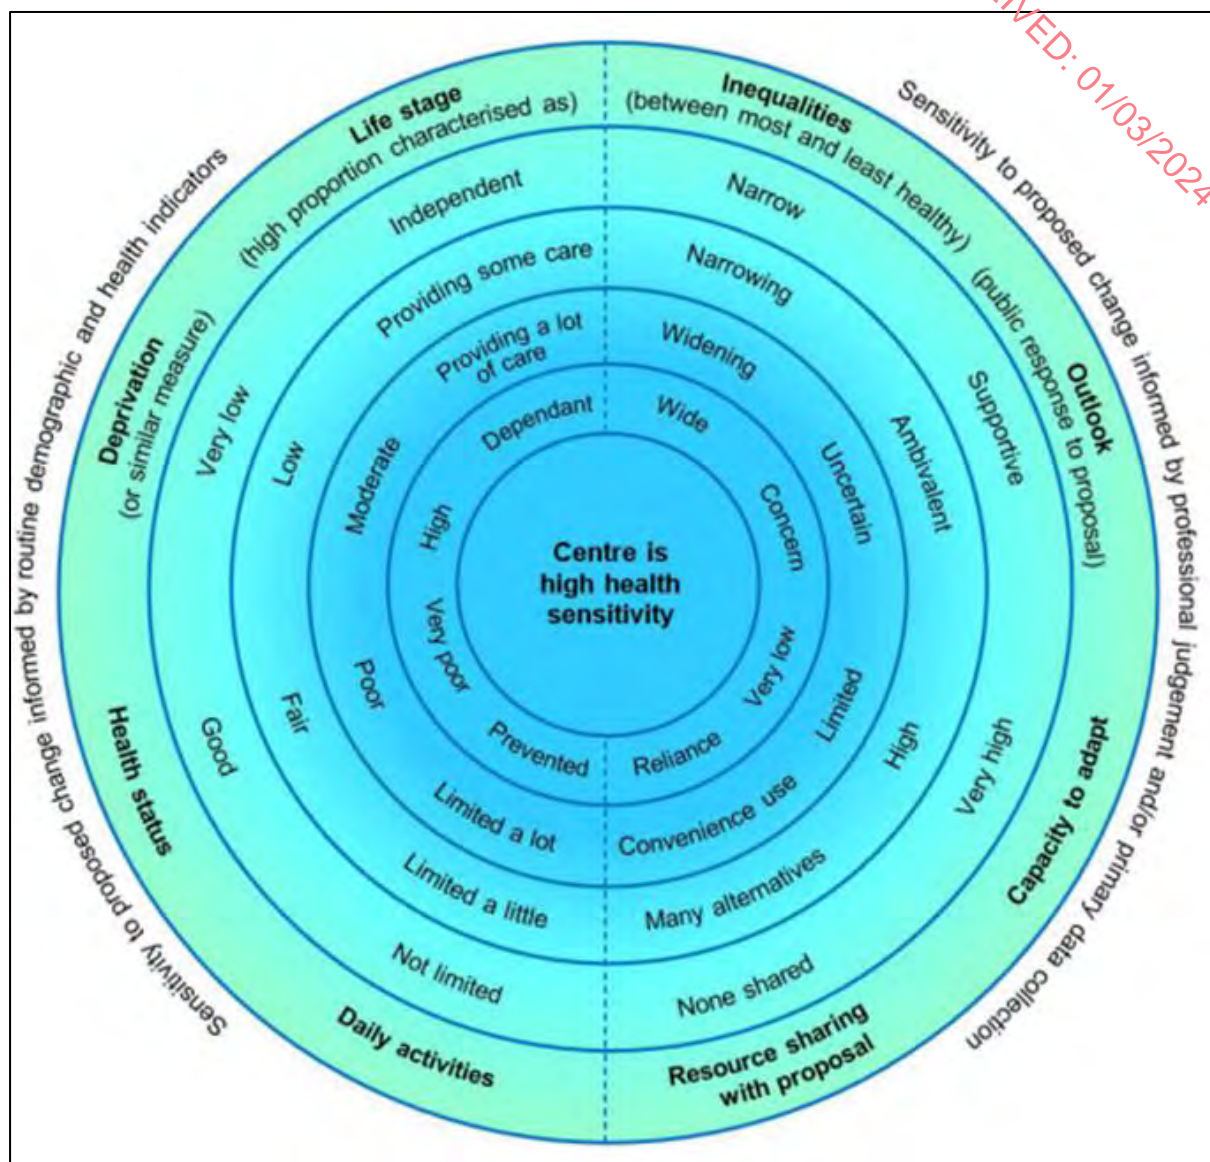 IVED: 01/03/2024
Sensitivity to proposed change informed by routine demographic and health indicators
Sensitivity to proposed change informed by professional judgement and/or primary data collection
Life stage
(high proportion characterised as)
Independent
Providing some care
Providing a lot
of care
Dependant
Inequalities
(between most and least healthy)
Narrow
Narrowing
Widening
Wide
Deprivation
(or similar measure)
Very low
Low
Moderate
High
Outlook
(public response to proposal)
Supportive
Ambivalent
Uncertain
Concern
Centre is
high health
sensitivity
Health status
Good
Fair
Poor
Very poor
Capacity to adapt
Very high
High
Limited
Very low
Daily activities
Not limited
Limited a little
Limited a lot
Prevented
Resource sharing
with proposal
None shared
Many alternatives
Convenience use
Reliance